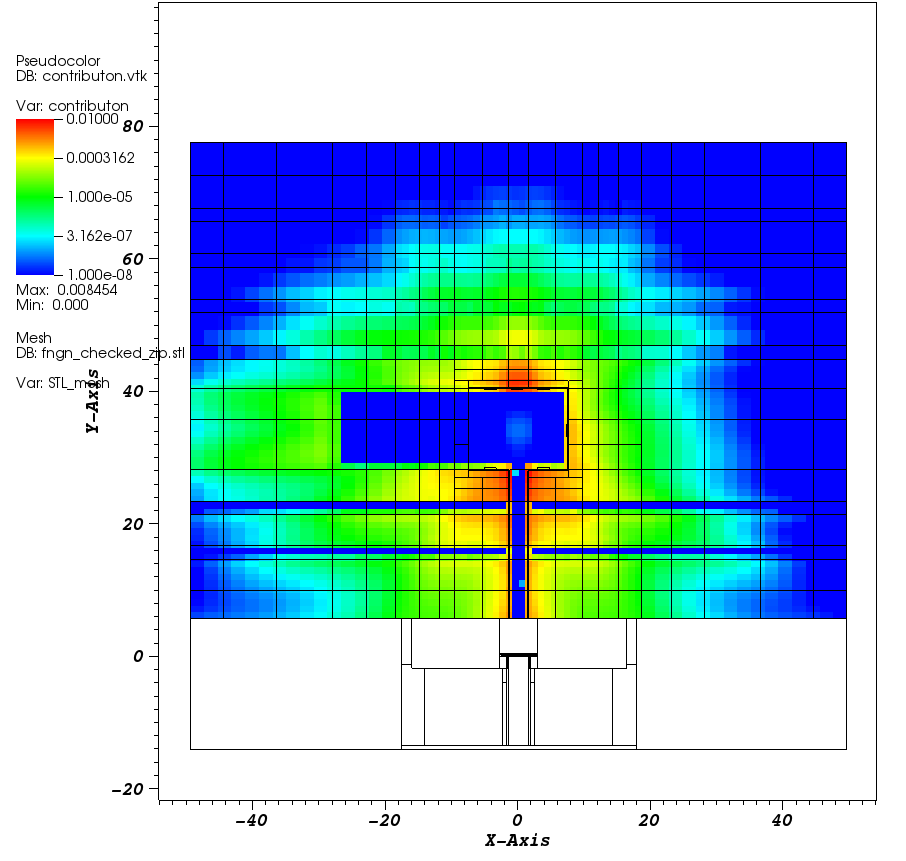 Pseudocolor
DB: contributon.vtk
Var: contributon
0.01000
0.0003162
1.000e-05
3.162e-07
1.000e-08
Max: 0.008454
Min: 0.000
Mesh
DB: fngn_checked_zip.stl
Var: STL_mesh
Y-Axis
80
60
40
20
0
-20
-40
-20
0
20
40
X-Axis